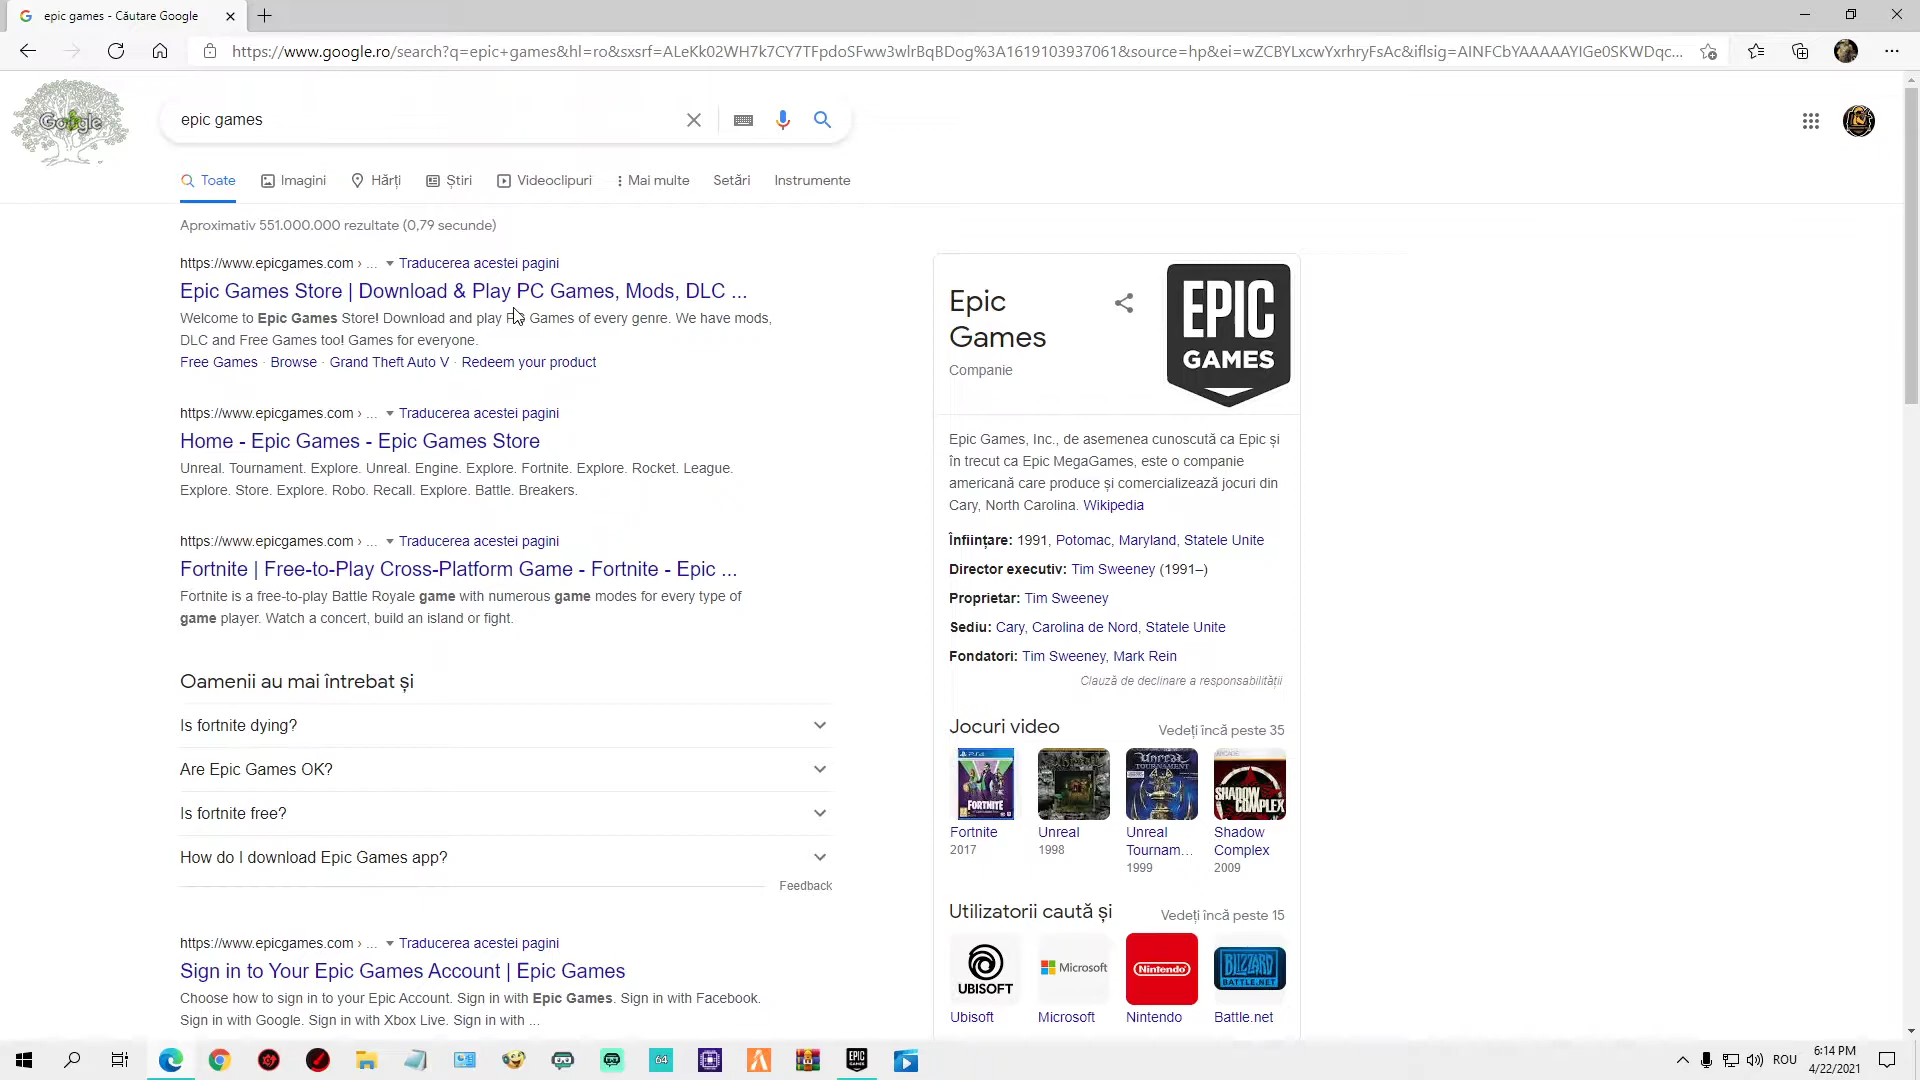 epic games - Căutare Google
https://www.google.ro/search?q=epic+games&hl=ro&sxsrf=ALeKk02WH7k7CY7TFpdoSFww3wlrBqBDog%3A1619103937061&source=hp&ei=wZCBYLxcwYxrhryFsAc&iflsig=AINFCbYAAAAAYIGe0SKWDqc...
Google
epic games
Toate
Imagini
Hărți
Știri
Videoclipuri
Mai multe
Setări
Instrumente
Aproximativ 551.000.000 rezultate (0,79 secunde)
https://www.epicgames.com › ... Traducerea acestei pagini
Epic Games Store | Download & Play PC Games, Mods, DLC ...
Welcome to Epic Games Store! Download and play PC Games of every genre. We have mods,
DLC and Free Games too! Games for everyone.
Free Games · Browse · Grand Theft Auto V · Redeem your product
https://www.epicgames.com › ... Traducerea acestei pagini
Home - Epic Games - Epic Games Store
Unreal. Tournament. Explore. Unreal. Engine. Explore. Fortnite. Explore. Rocket. League.
Explore. Store. Explore. Robo. Recall. Explore. Battle. Breakers.
https://www.epicgames.com › ... Traducerea acestei pagini
Fortnite | Free-to-Play Cross-Platform Game - Fortnite - Epic ...
Fortnite is a free-to-play Battle Royale game with numerous game modes for every type of
game player. Watch a concert, build an island or fight.
Oamenii au mai întrebat și
Is fortnite dying?
Are Epic Games OK?
Is fortnite free?
How do I download Epic Games app?
Feedback
https://www.epicgames.com › ... Traducerea acestei pagini
Sign in to Your Epic Games Account | Epic Games
Choose how to sign in to your Epic Account. Sign in with Epic Games. Sign in with Facebook.
Sign in with Google. Sign in with Xbox Live. Sign in with ...
Epic
Games
Companie
EPIC
GAMES
Epic Games, Inc., de asemenea cunoscută ca Epic și
în trecut ca Epic MegaGames, este o companie
americană care produce și comercializează jocuri din
Cary, North Carolina. Wikipedia
Înființare: 1991, Potomac, Maryland, Statele Unite
Director executiv: Tim Sweeney (1991–)
Proprietar: Tim Sweeney
Sediu: Cary, Carolina de Nord, Statele Unite
Fondatori: Tim Sweeney, Mark Rein
Clauză de declinare a responsabilității
Jocuri video
Vedeți încă peste 35
FORTNITE
UNREAL TOURNAMENT
SHADOW COMPLEX
Fortnite
2017
Unreal
1998
Unreal
Tournam...
1999
Shadow
Complex
2009
Utilizatorii caută și
Vedeți încă peste 15
UBISOFT
Microsoft
Nintendo
BLIZZARD
BATTLE.NET
Ubisoft
Microsoft
Nintendo
Battle.net
64
EPIC
GAMES
ROU
6:14 PM
4/22/2021